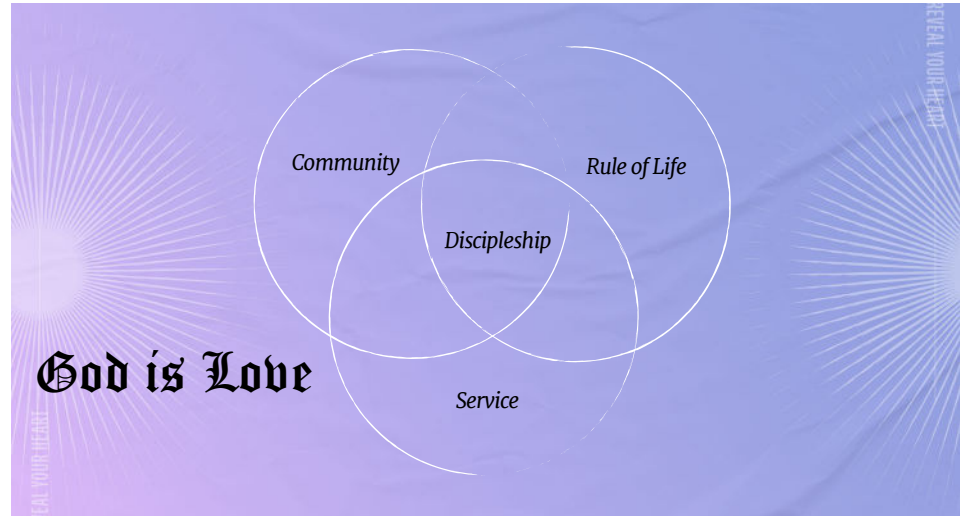 REVEAL YOUR HEART
Community
Rule of Life
Discipleship
God is Love
Service
EAL YOUR HEART